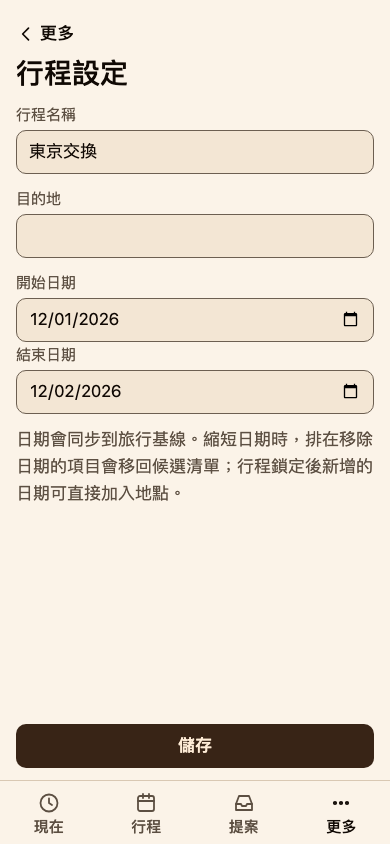 更多
行程設定
行程名稱
東京交換
目的地
開始日期
12/01/2026
結束日期
12/02/2026
日期會同步到旅行基線。縮短日期時，排在移除
日期的項目會移回候選清單；行程鎖定後新增的
日期可直接加入地點。
儲存
現在
行程
提案
更多